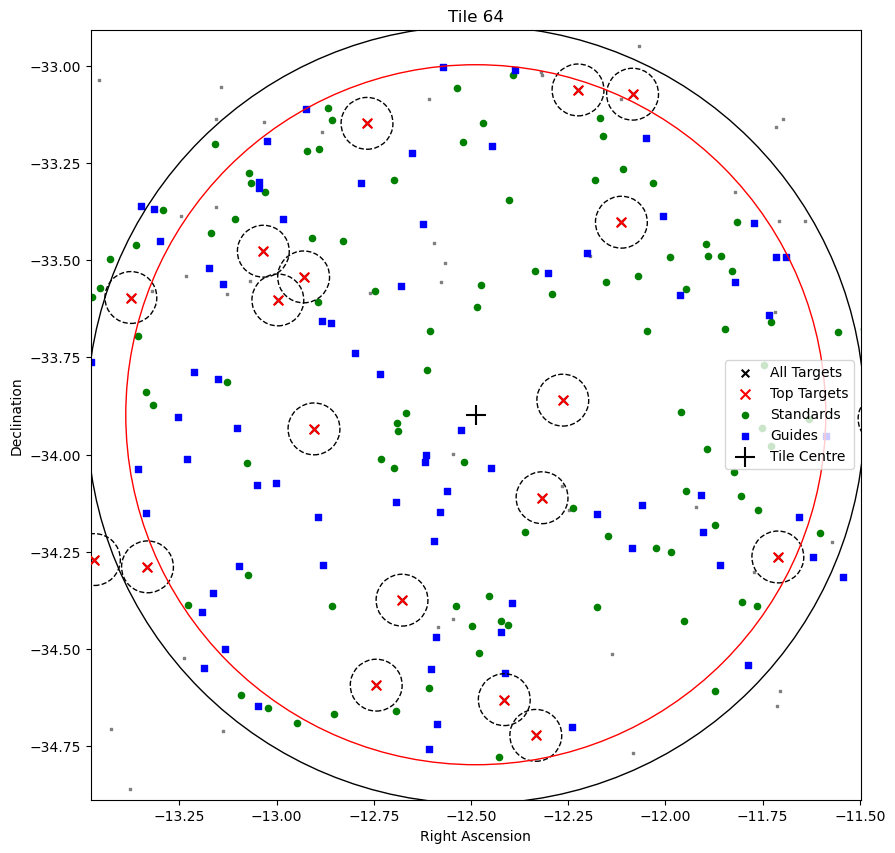 Tile 64
Declination
−33.00
−33.25
−33.50
−33.75
−34.00
−34.25
−34.50
−34.75
All Targets
Top Targets
Standards
Guides
Tile Centre
−13.25 −13.00 −12.75 −12.50 −12.25 −12.00 −11.75 −11.50
Right Ascension